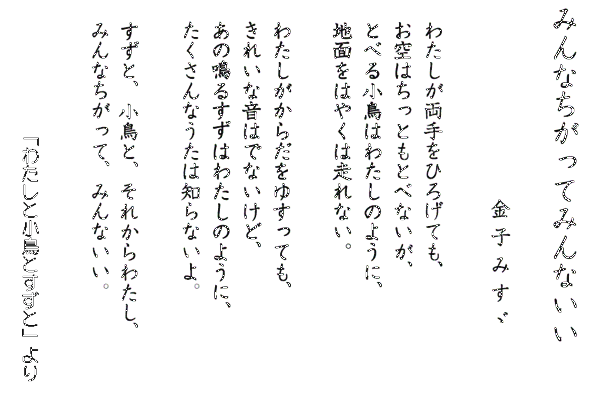 みんなちがってみんないい
金子みすゞ
わたしが両手をひろげても、
お空はちっともとべないが、
とべる小鳥はわたしのように、
地面をはやくは走れない。
わたしがからだをゆすっても、
きれいな音はでないけど、
あの鳴るすずはわたしのように、
たくさんなうたは知らないよ。
すずと、小鳥と、それからわたし、
みんなちがって、みんないい。
「わたしと小鳥とすずと」より